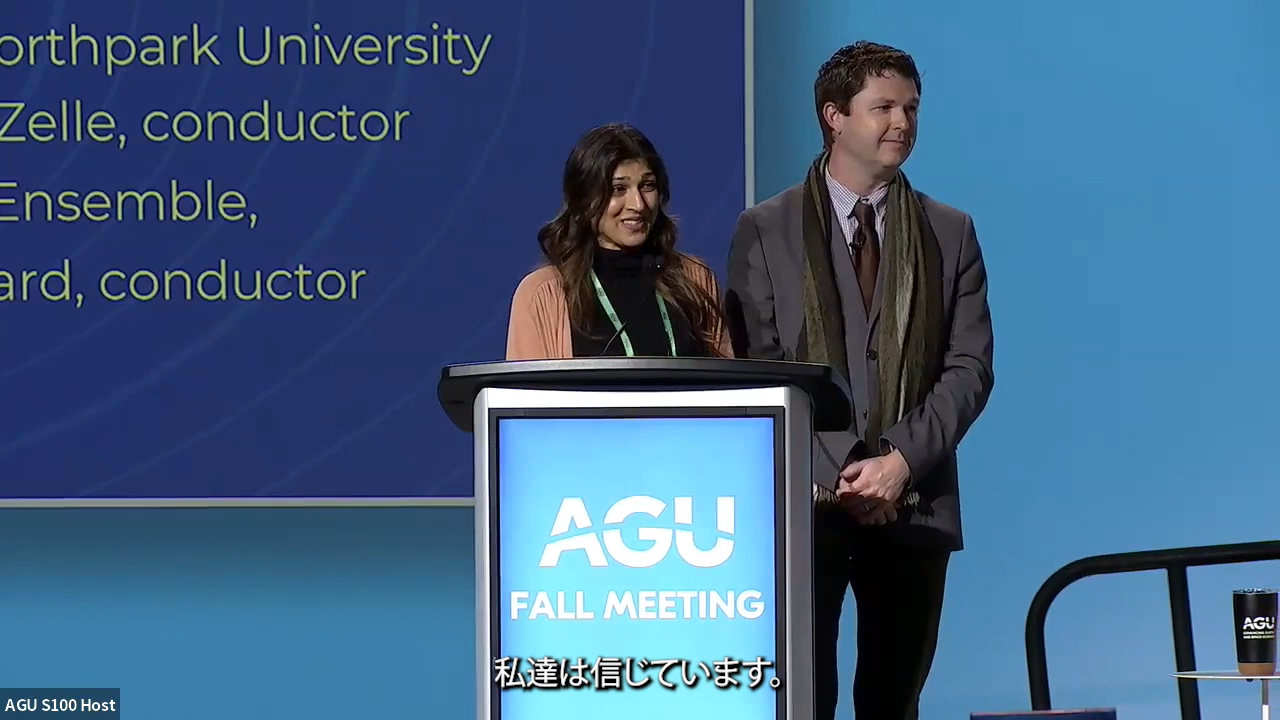 orthpark University
Zelle, conductor
Ensemble,
ard, conductor
AGU
FALL MEETING
AGU
私達は信じています。
AGU S100 Host